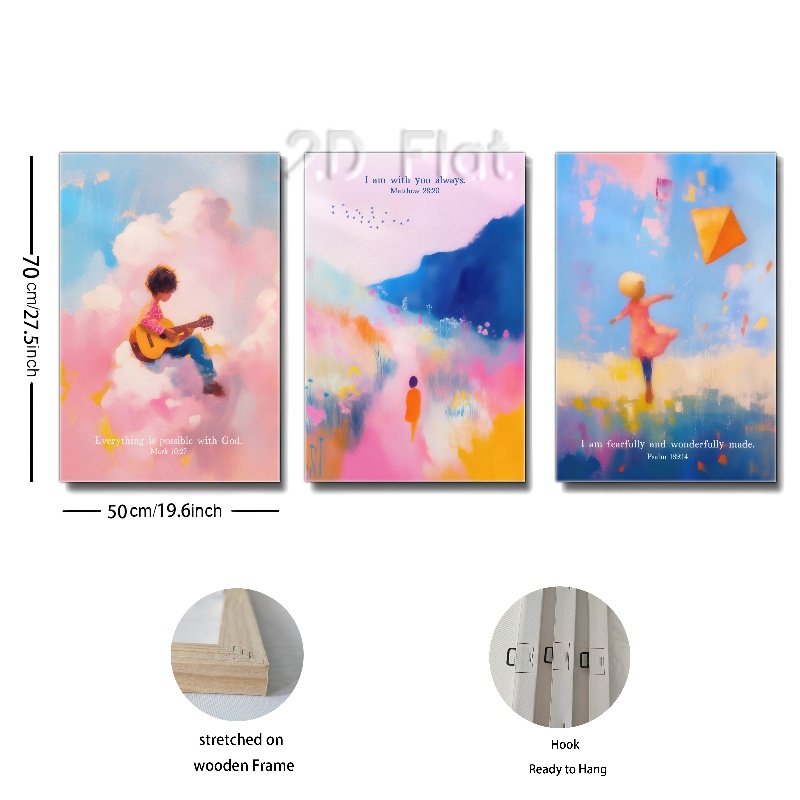 2D Flat
I am with you always.
Matthew 28:20
70cm/27.5inch
Everything is possible with God.
Mark 10:27
I am fearfully and wonderfully made.
Psalm 139:14
50cm/19.6inch
stretched on
wooden Frame
Hook
Ready to Hang